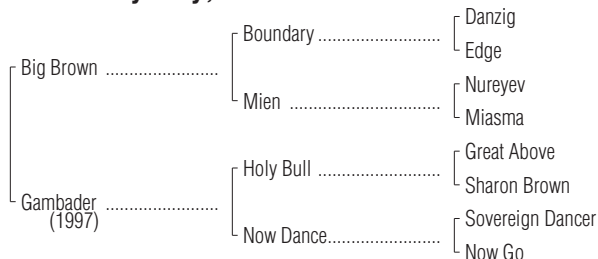 Danzig
Boundary ..............................
Edge
Big Brown ............................
Nureyev
Mien ......................................
Miasma
Great Above
Holy Bull ...............................
Sharon Brown
Gambader ............................
(1997)
Sovereign Dancer
Now Dance............................
Now Go